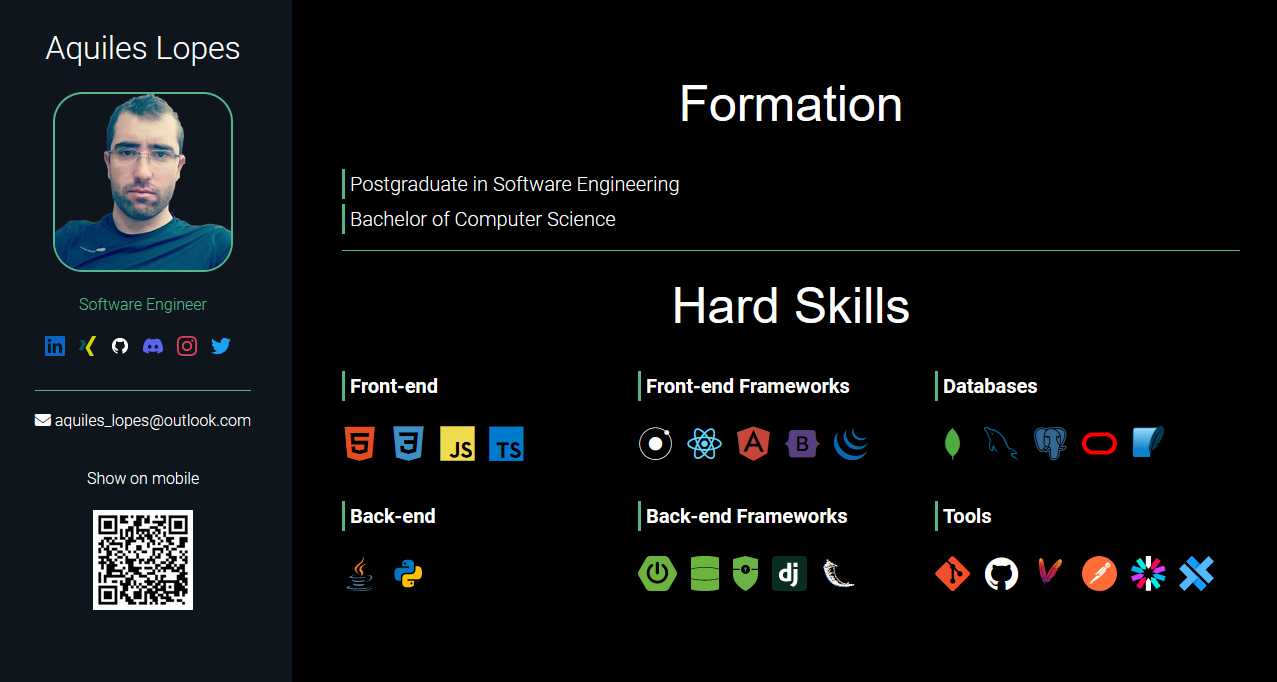 Aquiles Lopes
Software Engineer
aquiles_lopes@outlook.com
Show on mobile
Formation
Postgraduate in Software Engineering
Bachelor of Computer Science
Hard Skills
Front-end
5
3
JS
TS
Front-end Frameworks
A
B
Databases
Back-end
Back-end Frameworks
dj
Tools